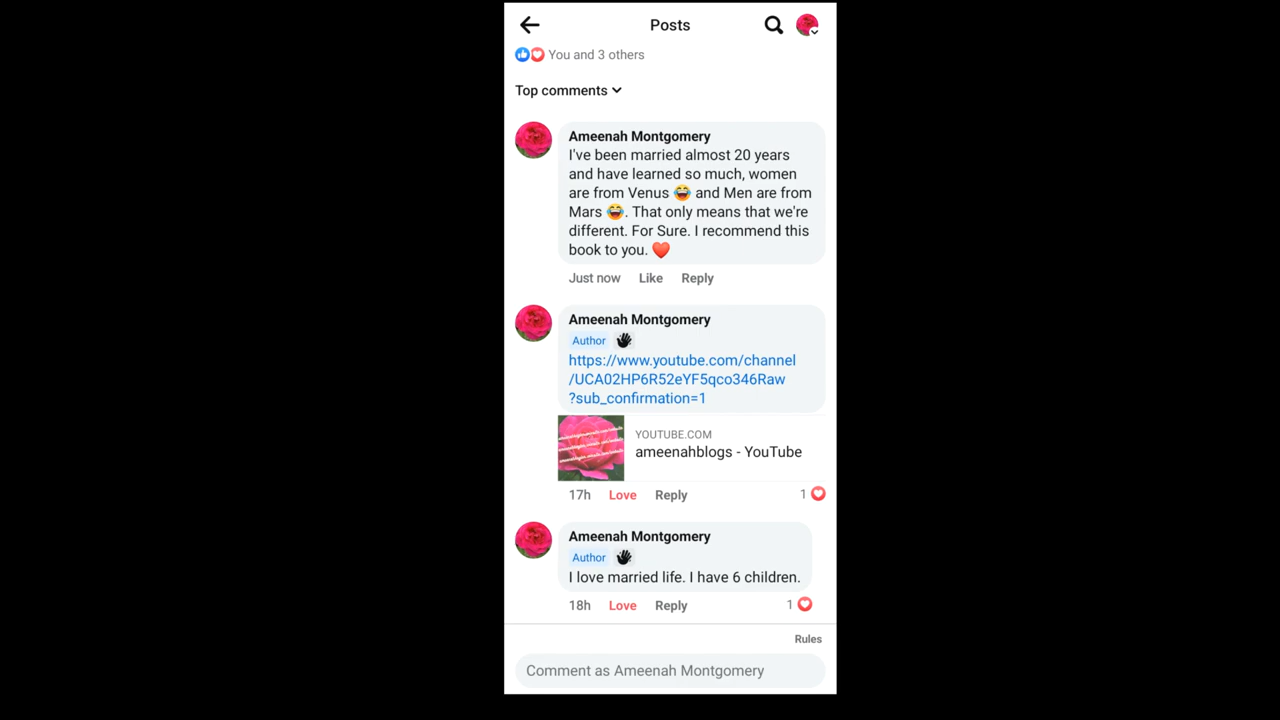 Posts
You and 3 others
Top comments
Ameenah Montgomery
I've been married almost 20 years
and have learned so much, women
are from Venus 😂 and Men are from
Mars 😂. That only means that we're
different. For Sure. I recommend this
book to you. ❤️
Just now Like Reply
Ameenah Montgomery
Author
https://www.youtube.com/channel
/UCA02HP6R52eYF5qco346Raw
?sub_confirmation=1
YOUTUBE.COM
ameenahblogs - YouTube
17h Love Reply 1
Ameenah Montgomery
Author
I love married life. I have 6 children.
18h Love Reply 1
Rules
Comment as Ameenah Montgomery